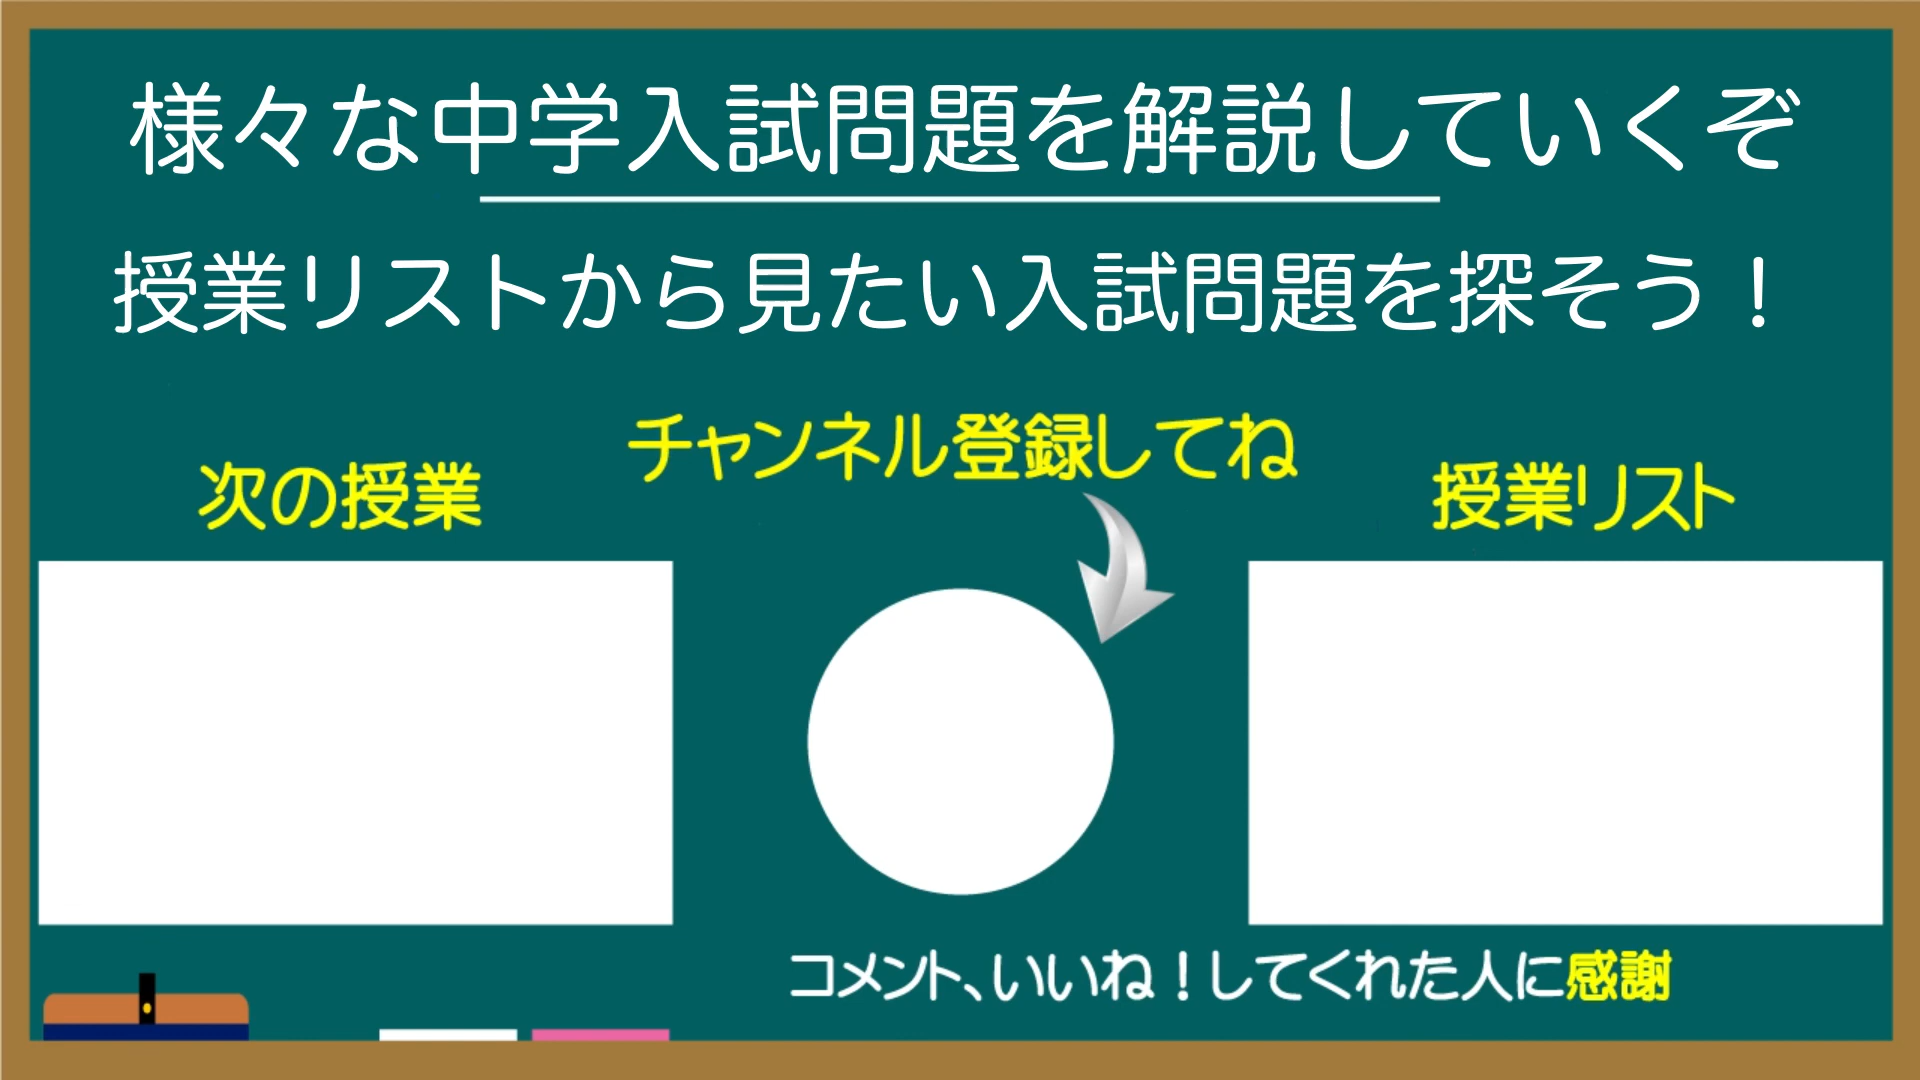 様々な中学入試問題を解説していくぞ
授業リストから見たい入試問題を探そう！
チャンネル登録してね
次の授業
授業リスト
コメント、いいね！してくれた人に感謝